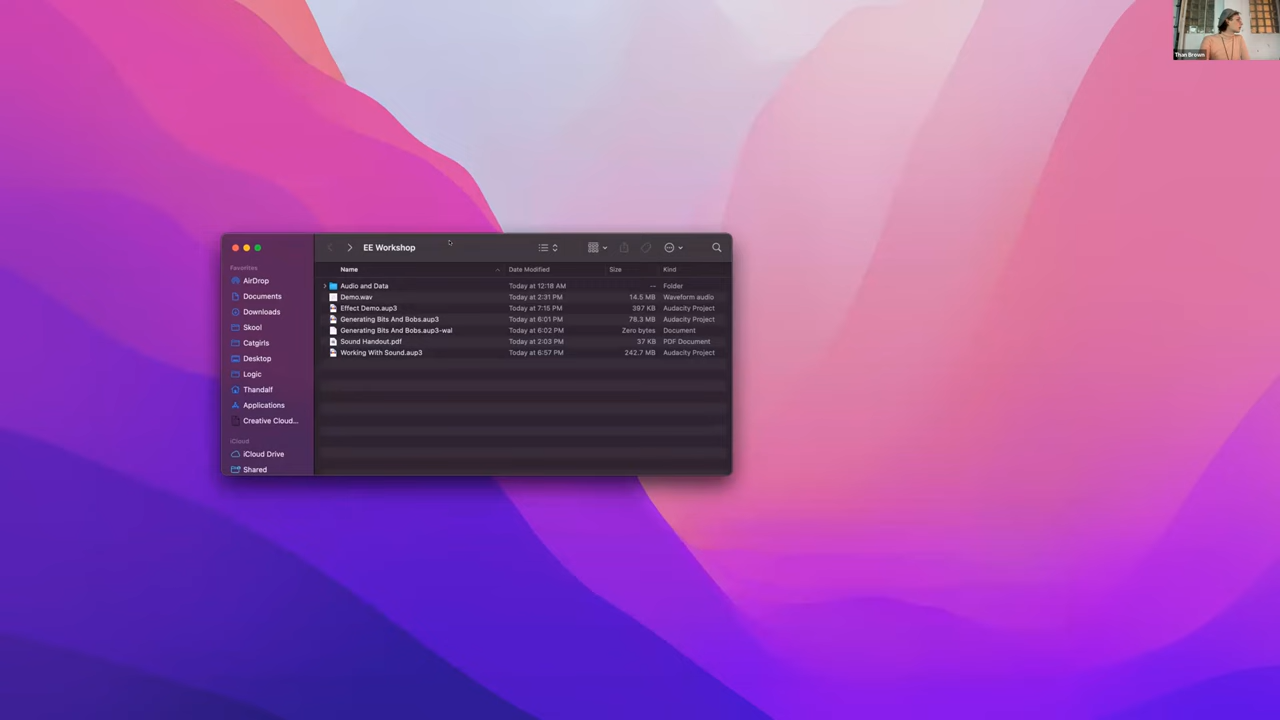 Than Brown
EE Workshop
Favorites
AirDrop
Documents
Downloads
Skool
Catgirls
Desktop
Logic
Thandalf
Applications
Creative Cloud...
iCloud
iCloud Drive
Shared
Name Date Modified Size Kind
Audio and Data Today at 12:18 AM -- Folder
Demo.wav Today at 2:31 PM 14.5 MB Waveform audio
Effect Demo.aup3 Today at 7:15 PM 397 KB Audacity Project
Generating Bits And Bobs.aup3 Today at 6:01 PM 78.3 MB Audacity Project
Generating Bits And Bobs.aup3-wal Today at 6:02 PM Zero bytes Document
Sound Handout.pdf Today at 2:03 PM 37 KB PDF Document
Working With Sound.aup3 Today at 6:57 PM 242.7 MB Audacity Project